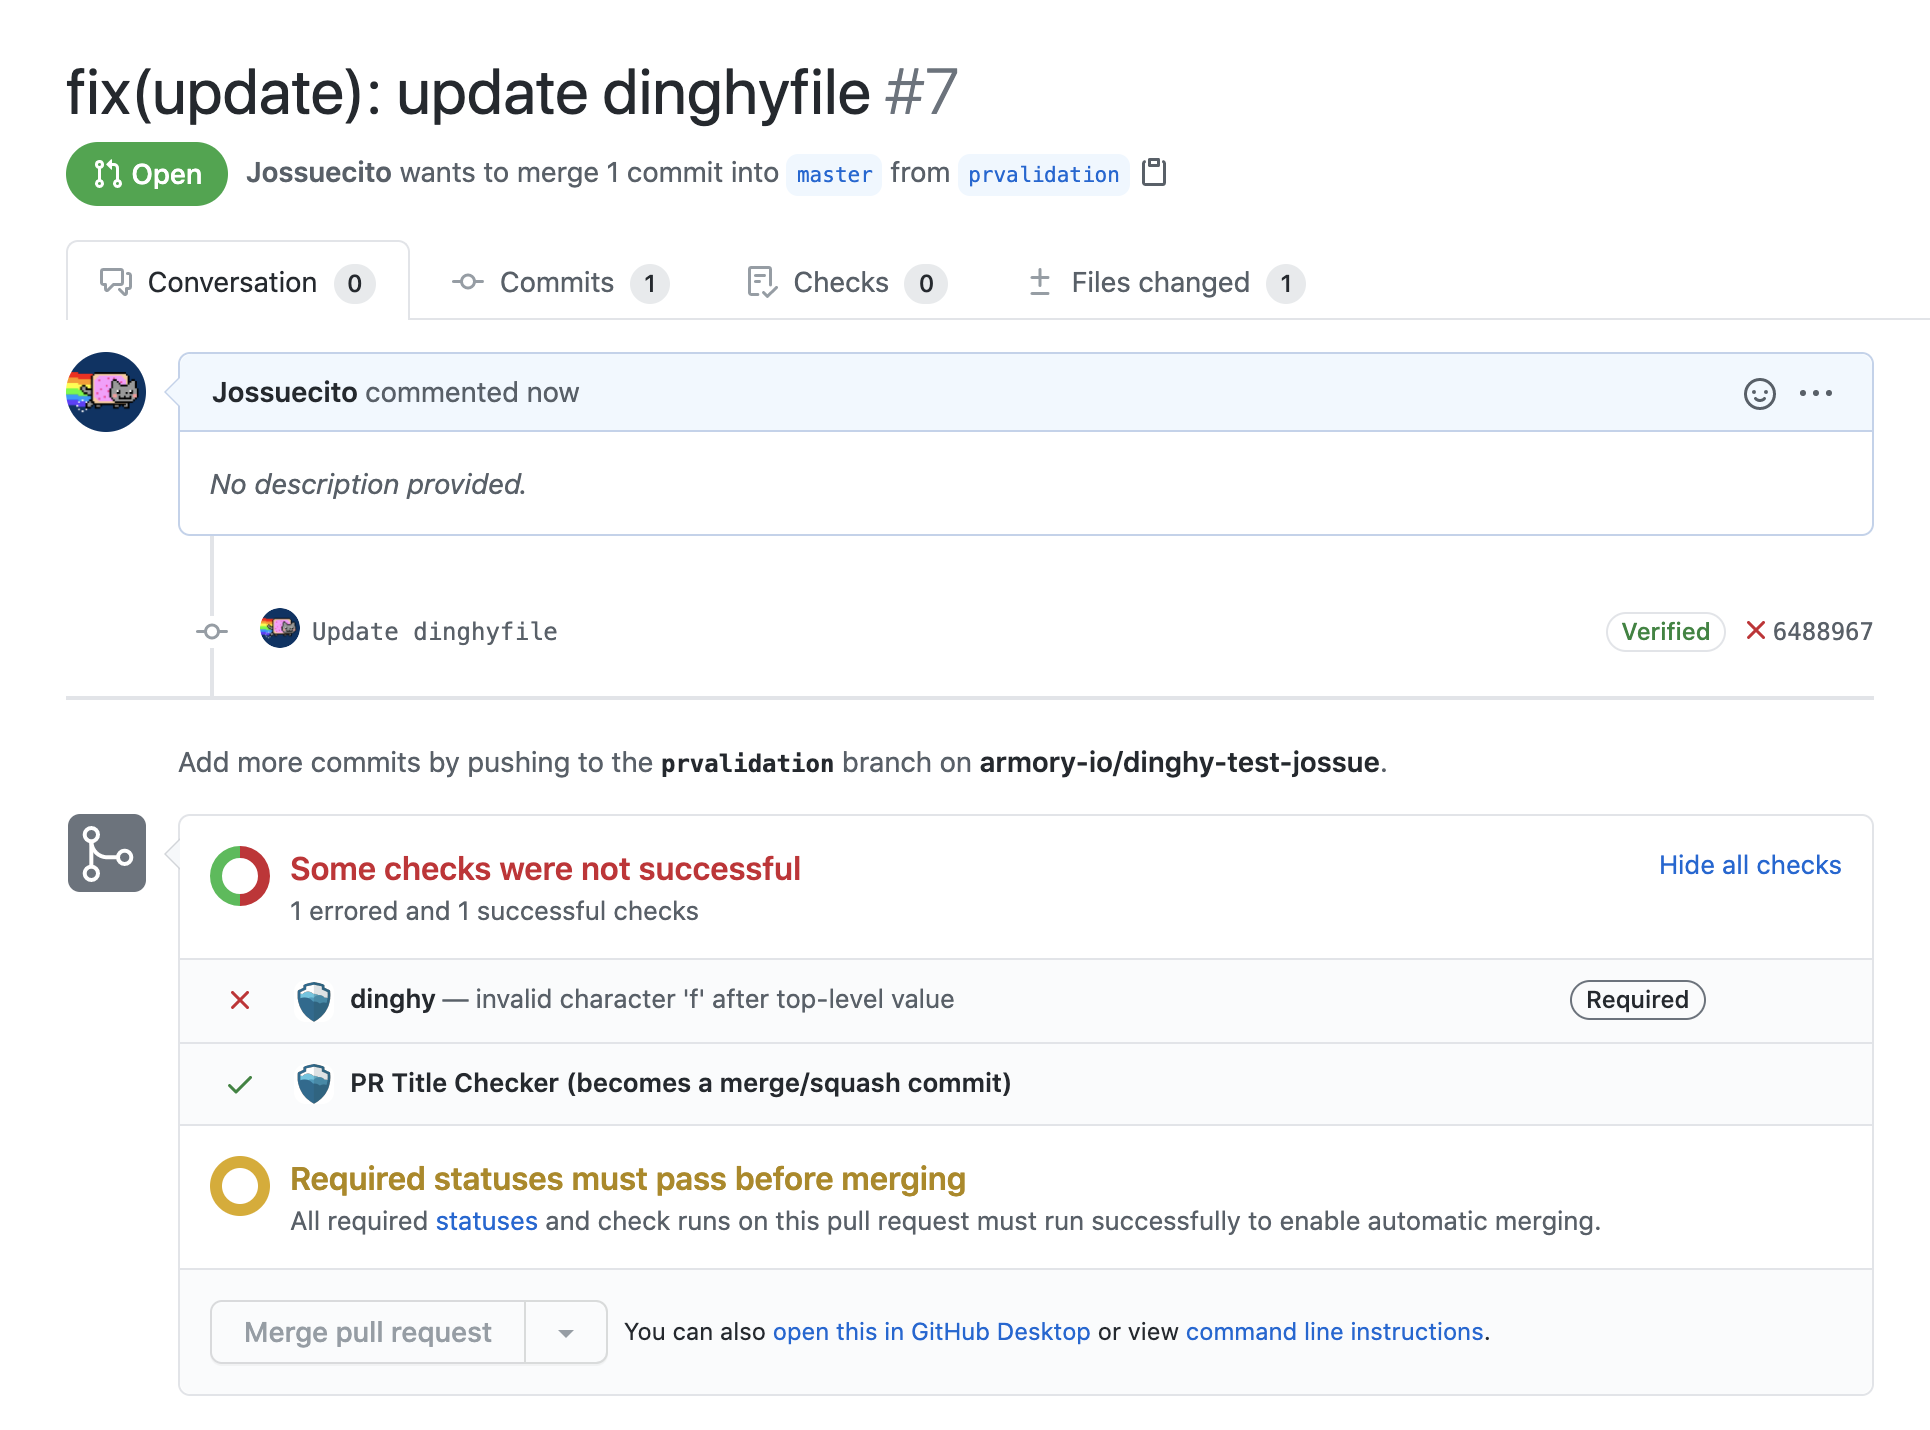 fix(update): update dinghyfile #7
Open Jossuecito wants to merge 1 commit into master from prvalidation
Conversation 0 Commits 1 Checks 0 Files changed 1
Jossuecito commented now
No description provided.
Update dinghyfile Verified 6488967
Add more commits by pushing to the prvalidation branch on armory-io/dinghy-test-jossue.
Some checks were not successful Hide all checks
1 errored and 1 successful checks
dinghy — invalid character 'f' after top-level value Required
PR Title Checker (becomes a merge/squash commit)
Required statuses must pass before merging
All required statuses and check runs on this pull request must run successfully to enable automatic merging.
Merge pull request You can also open this in GitHub Desktop or view command line instructions.